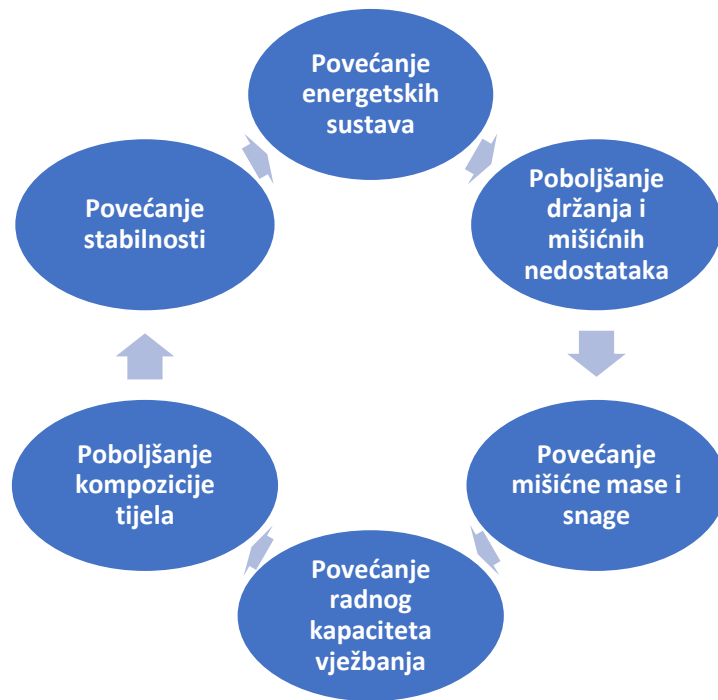 Povećanje
energetskih
sustava
Poboljšanje
držanja i
mišićnih
nedostataka
Povećanje
mišićne mase i
snage
Povećanje
radnog
kapaciteta
vježbanja
Poboljšanje
kompozicije
tijela
Povećanje
stabilnosti